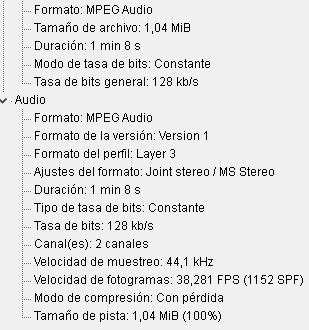 Formato: MPEG Audio
Tamaño de archivo: 1,04 MiB
Duración: 1 min 8 s
Modo de tasa de bits: Constante
Tasa de bits general: 128 kb/s
Audio
Formato: MPEG Audio
Formato de la versión: Version 1
Formato del perfil: Layer 3
Ajustes del formato: Joint stereo / MS Stereo
Duración: 1 min 8 s
Tipo de tasa de bits: Constante
Tasa de bits: 128 kb/s
Canal(es): 2 canales
Velocidad de muestreo: 44,1 kHz
Velocidad de fotogramas: 38,281 FPS (1152 SPF)
Modo de compresión: Con pérdida
Tamaño de pista: 1,04 MiB (100%)